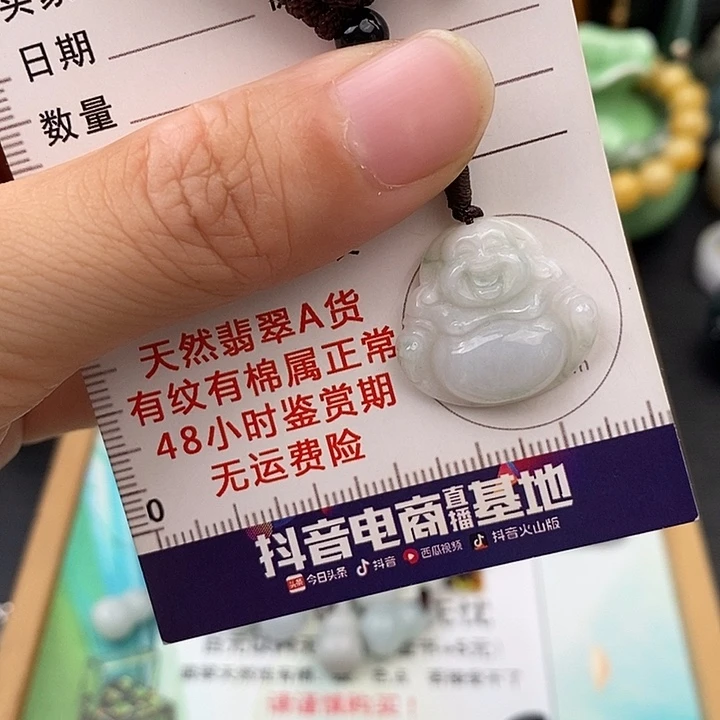 日期
数量
天然翡翠A货
有纹有棉属正常
48小时鉴赏期
无运费险
0
抖音电商直播基地
今日头条 抖音 西瓜视频 抖音火山版